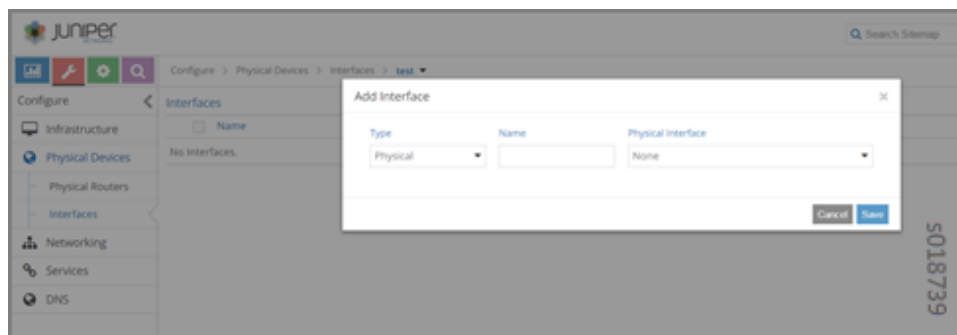 JUNIPER
NETWORKS
Search Sitemap
Configure > Physical Devices > Interfaces > test
Configure
Infrastructure
Physical Devices
Physical Routers
Interfaces
Networking
Services
DNS
Interfaces
Name
No Interfaces.
Add Interface
×
Type
Name
Physical Interface
Physical
None
Cancel
Save
s018739